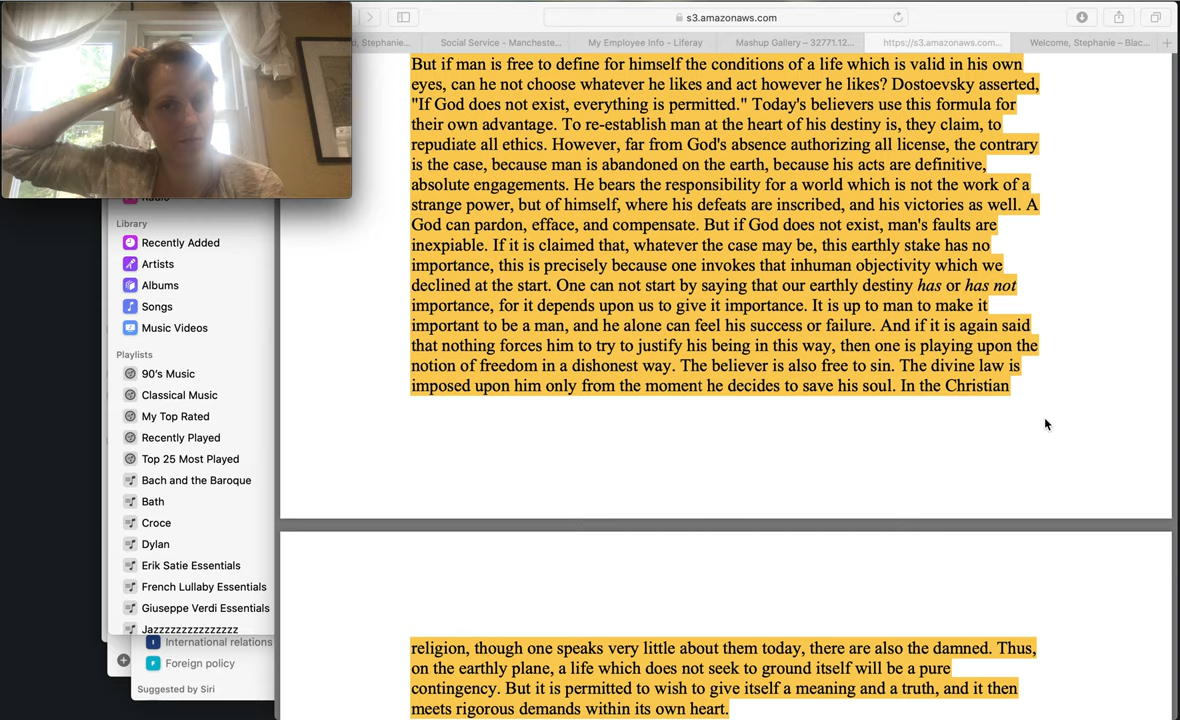 s3.amazonaws.com
Stephanie...
Social Service - Mancheste...
My Employee Info - Liferay
Mashup Gallery – 32771.12...
https://s3.amazonaws.com...
Welcome, Stephanie – Blac...
Library
Recently Added
Artists
Albums
Songs
Music Videos
Playlists
90's Music
Classical Music
My Top Rated
Recently Played
Top 25 Most Played
Bach and the Baroque
Bath
Croce
Dylan
Erik Satie Essentials
French Lullaby Essentials
Giuseppe Verdi Essentials
Jazzzzzzzzzzzzzzz
International relations
Foreign policy
Suggested by Siri
But if man is free to define for himself the conditions of a life which is valid in his own
eyes, can he not choose whatever he likes and act however he likes? Dostoevsky asserted,
"If God does not exist, everything is permitted." Today's believers use this formula for
their own advantage. To re-establish man at the heart of his destiny is, they claim, to
repudiate all ethics. However, far from God's absence authorizing all license, the contrary
is the case, because man is abandoned on the earth, because his acts are definitive,
absolute engagements. He bears the responsibility for a world which is not the work of a
strange power, but of himself, where his defeats are inscribed, and his victories as well. A
God can pardon, efface, and compensate. But if God does not exist, man's faults are
inexpiable. If it is claimed that, whatever the case may be, this earthly stake has no
importance, this is precisely because one invokes that inhuman objectivity which we
declined at the start. One can not start by saying that our earthly destiny has or has not
importance, for it depends upon us to give it importance. It is up to man to make it
important to be a man, and he alone can feel his success or failure. And if it is again said
that nothing forces him to try to justify his being in this way, then one is playing upon the
notion of freedom in a dishonest way. The believer is also free to sin. The divine law is
imposed upon him only from the moment he decides to save his soul. In the Christian
religion, though one speaks very little about them today, there are also the damned. Thus,
on the earthly plane, a life which does not seek to ground itself will be a pure
contingency. But it is permitted to wish to give itself a meaning and a truth, and it then
meets rigorous demands within its own heart.